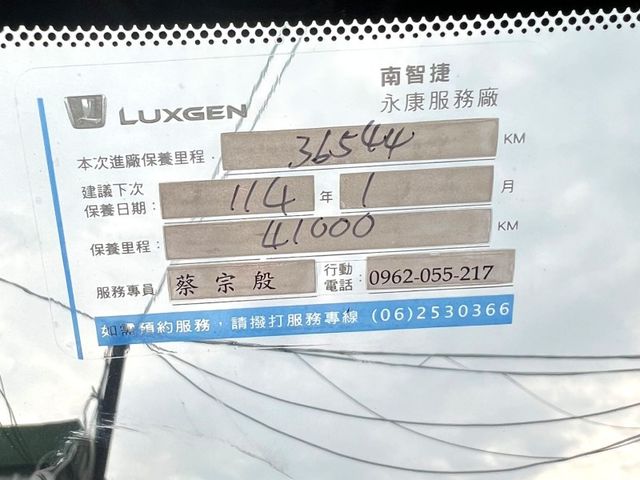 LUXGEN
南智捷
永康服務廠
本次進廠保養里程: 36544 KM
建議下次
保養日期: 114 年 1 月
保養里程: 41000 KM
服務專員 蔡宗殷 行動電話: 0962-055-217
如需預約服務，請撥打服務專線 (06)2530366